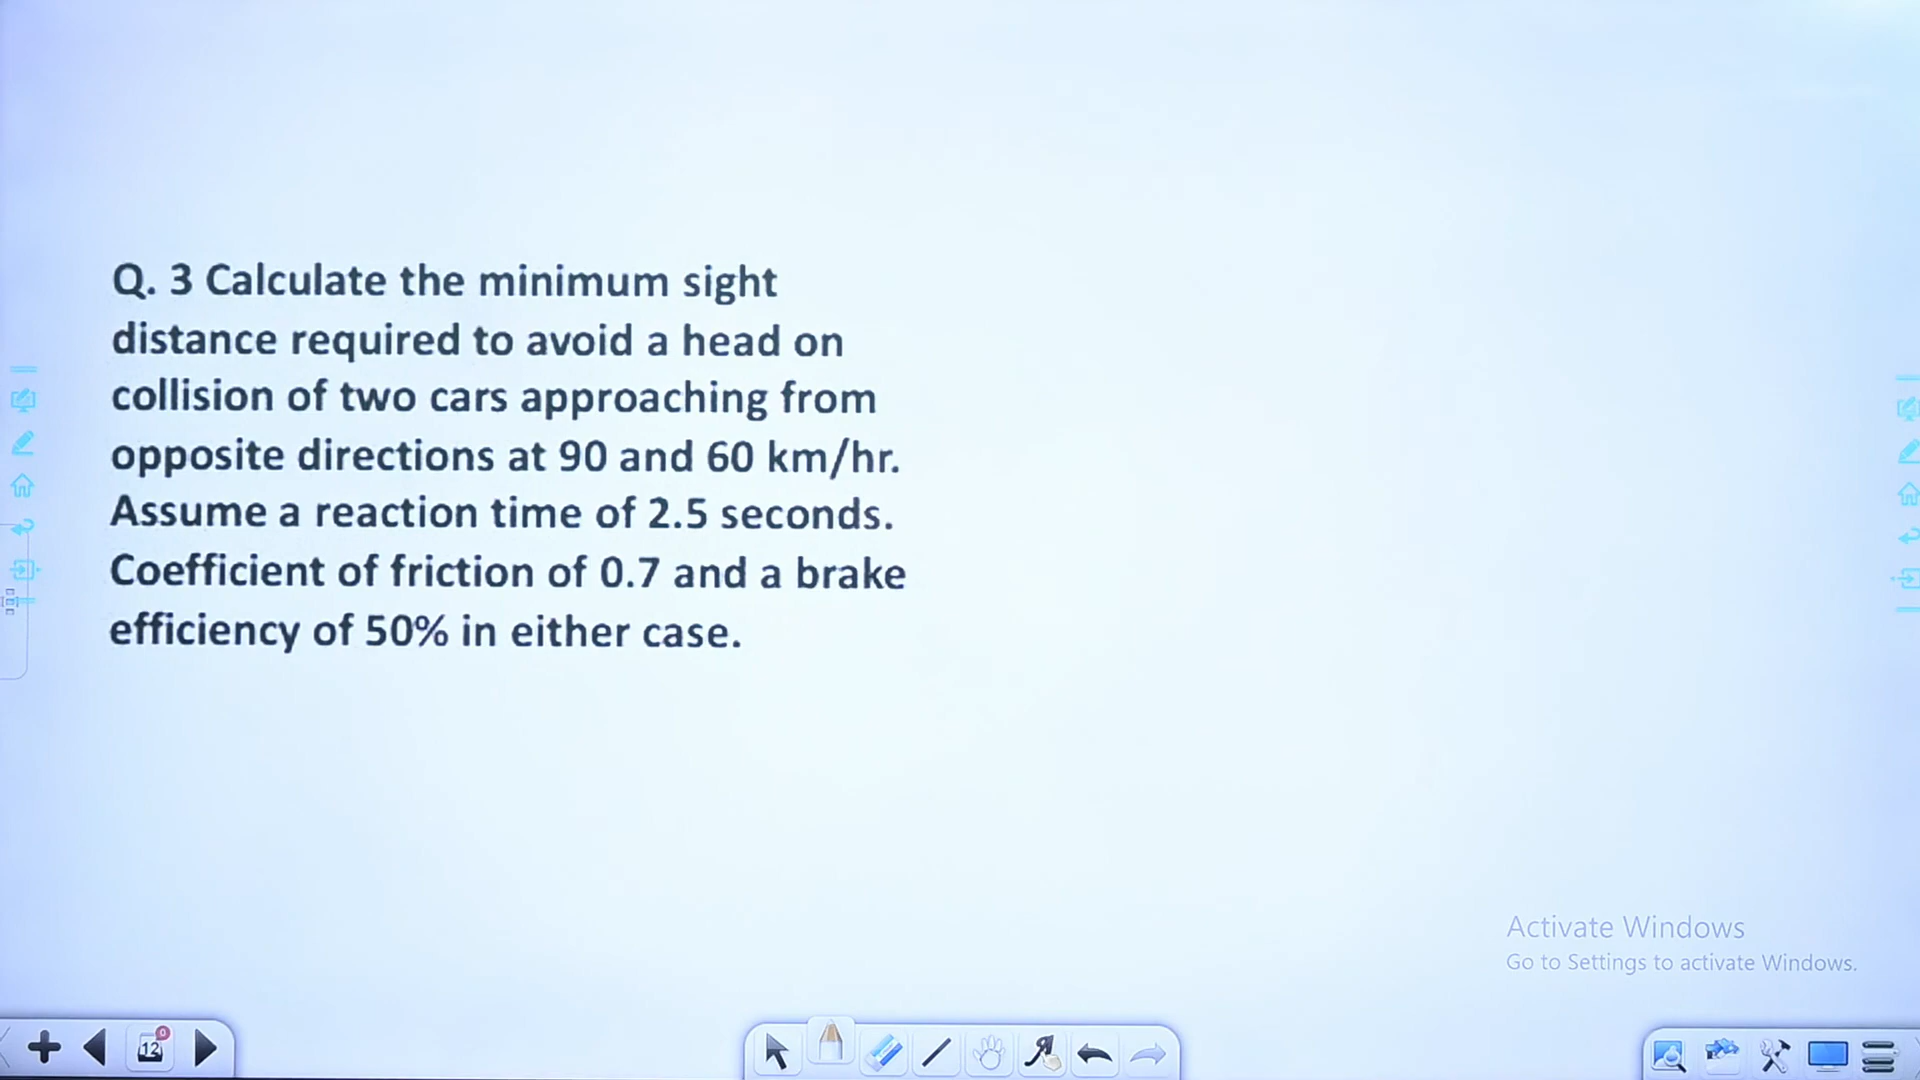 Q. 3 Calculate the minimum sight
distance required to avoid a head on
collision of two cars approaching from
opposite directions at 90 and 60 km/hr.
Assume a reaction time of 2.5 seconds.
Coefficient of friction of 0.7 and a brake
efficiency of 50% in either case.
Activate Windows
Go to Settings to activate Windows.
0
12